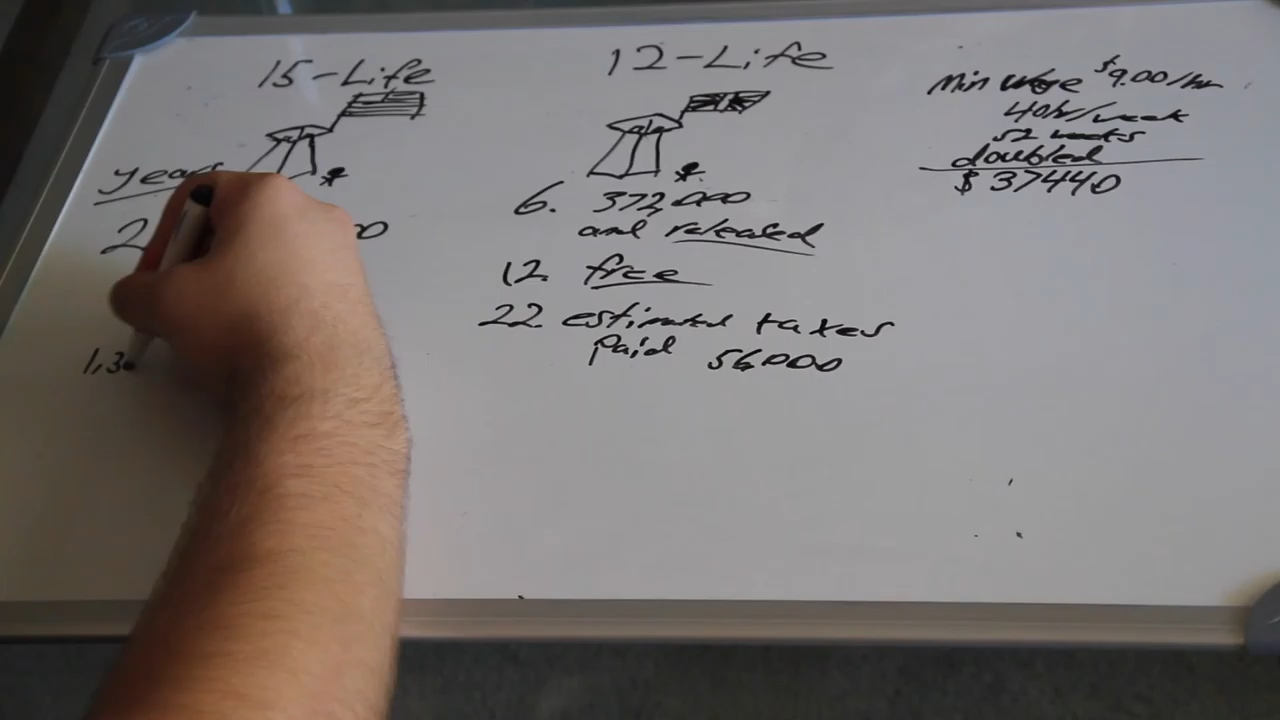 15-Life
years
2
1,3
12-Life
6. 372,000
and released
12. free
22. estimated taxes
Paid 56,000
Min wage $9.00/hr
40hr/week
52 weeks
doubled
$ 37440